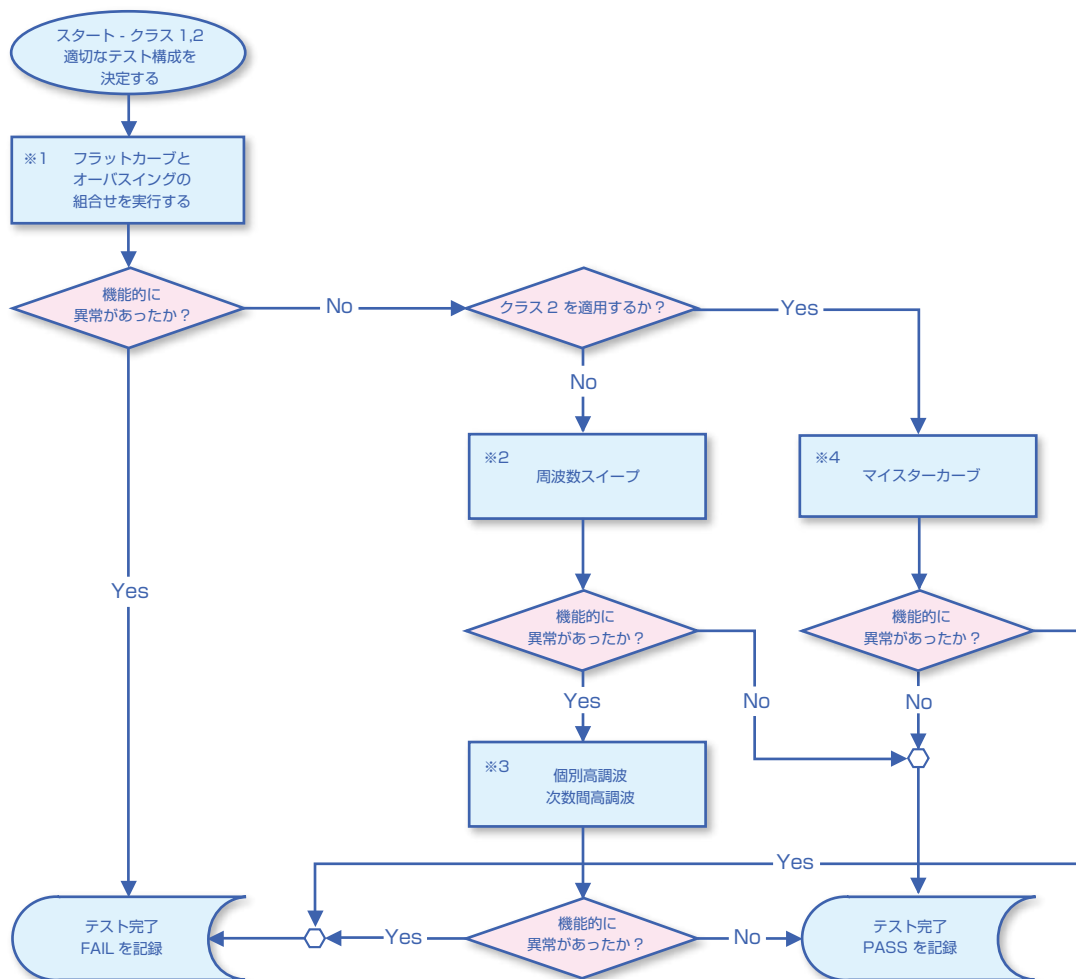 スタート - クラス 1,2
適切なテスト構成を
決定する
※1 フラットカーブと
オーバスイングの
組合せを実行する
機能的に
異常があったか？
No
クラス 2 を適用するか？
Yes
No
※2
周波数スイープ
※4
マイスターカーブ
Yes
機能的に
異常があったか？
機能的に
異常があったか？
Yes
No
No
※3 個別高調波
次数間高調波
Yes
テスト完了
FAIL を記録
Yes
機能的に
異常があったか？
No
テスト完了
PASS を記録